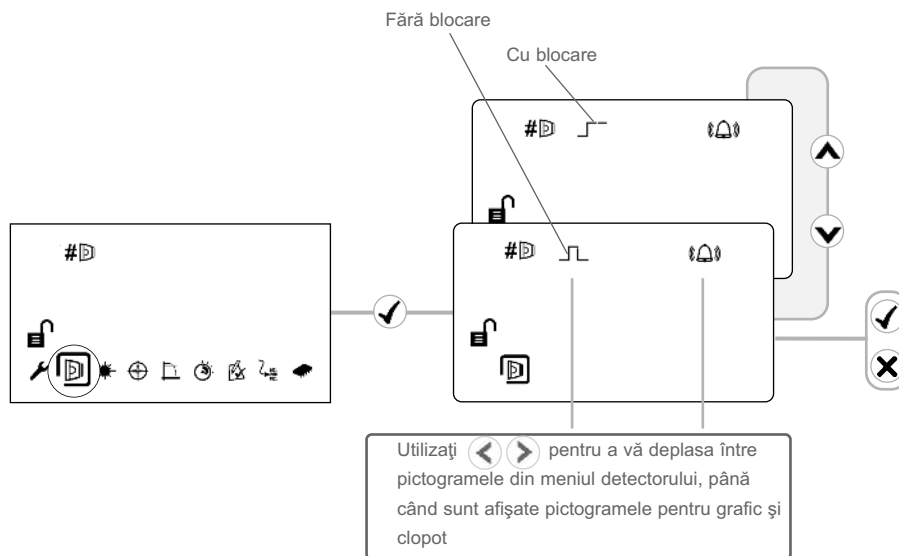 Fără blocare
Cu blocare
#
#
#
Utilizaţi pentru a vă deplasa între
pictogramele din meniul detectorului, până
când sunt afişate pictogramele pentru grafic şi
clopot